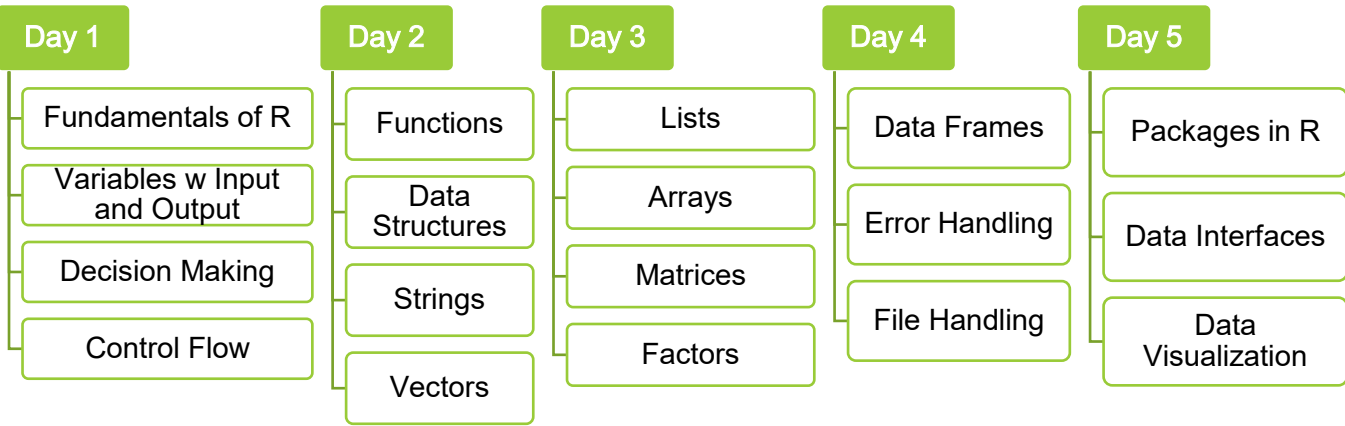 Day 1
Fundamentals of R
Variables w Input
and Output
Decision Making
Control Flow
Day 2
Functions
Data
Structures
Strings
Vectors
Day 3
Lists
Arrays
Matrices
Factors
Day 4
Data Frames
Error Handling
File Handling
Day 5
Packages in R
Data Interfaces
Data
Visualization